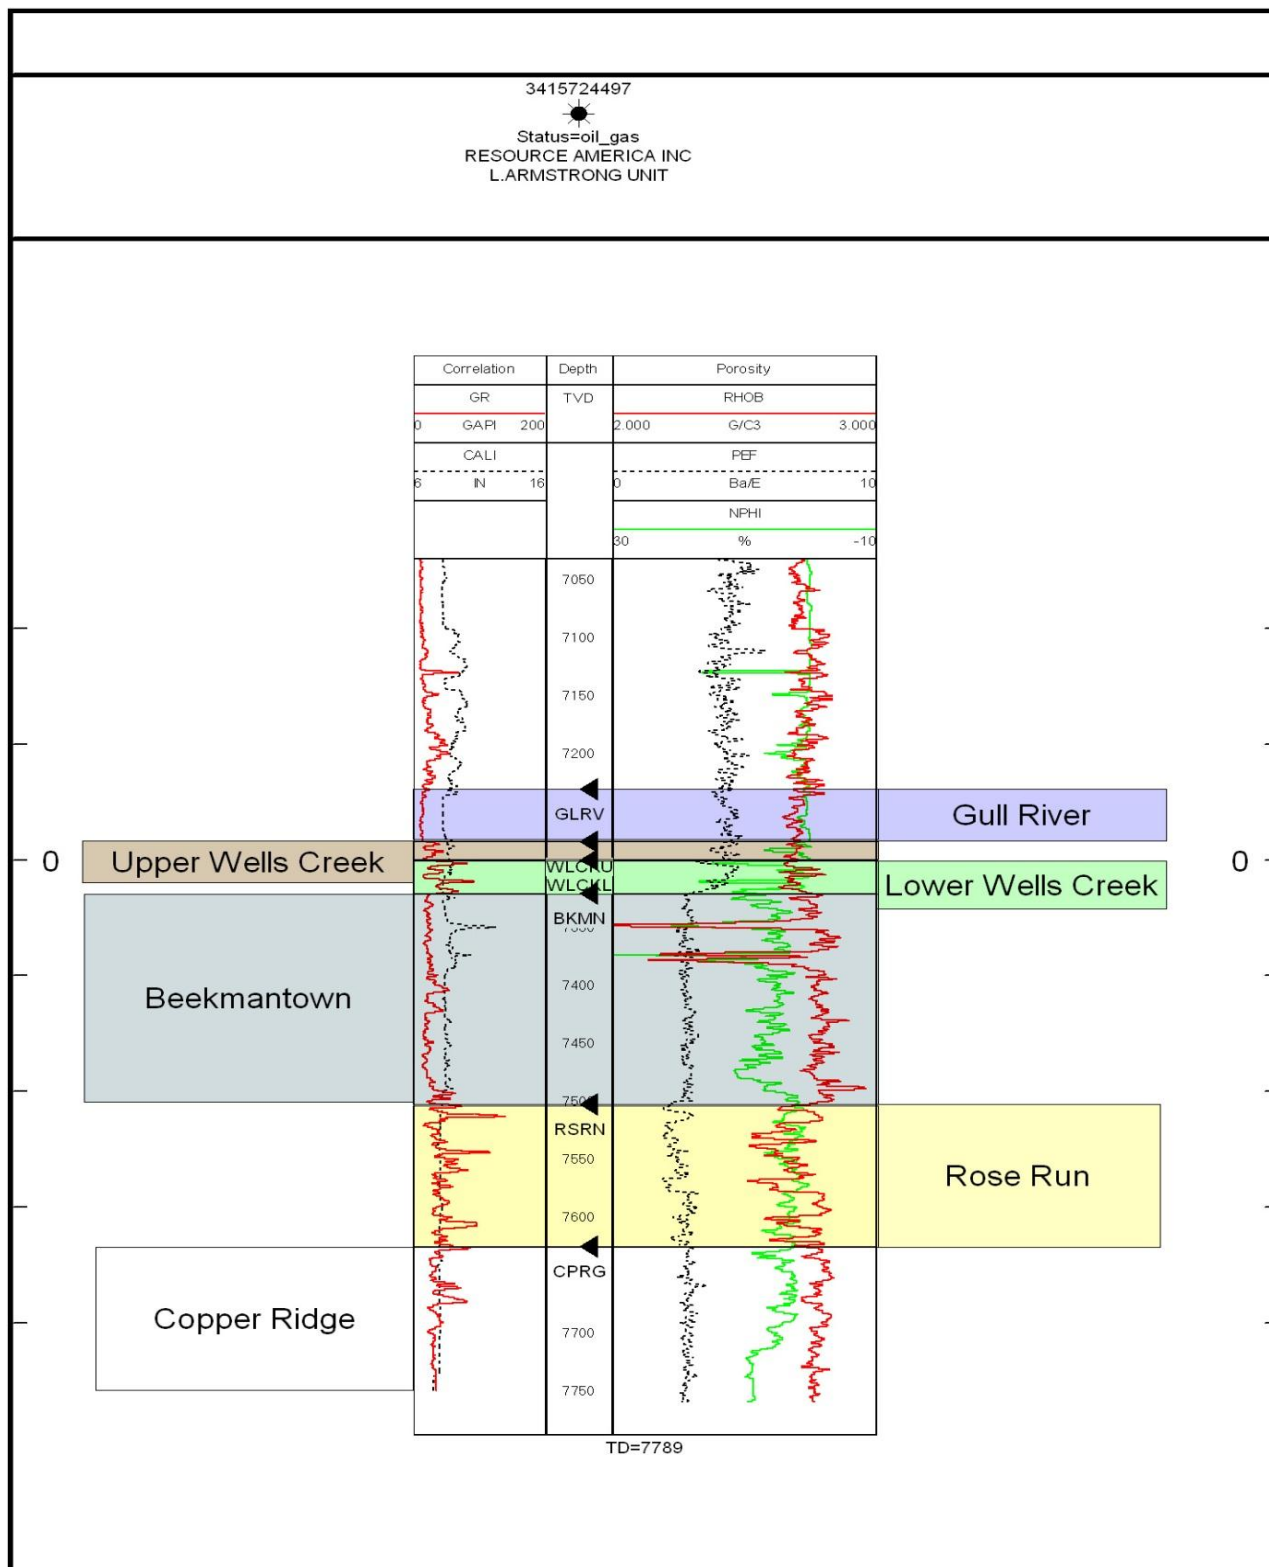 3415724497
Status=oil_gas
RESOURCE AMERICA INC
L.ARMSTRONG UNIT
Correlation Depth Porosity
GR TVD RHOB
0 GAPI 200 2.000 G/C3 3.000
CALI PEF
6 IN 16 0 Ba/E 10
NPHI
30 % -10
7050
7100
7150
7200
GLRV Gull River
0 Upper Wells Creek WLCKU 0
WLCKL Lower Wells Creek
BKMN
7400
Beekmantown
7450
7500
RSRN
7550
Rose Run
7600
CPRG
Copper Ridge
7700
7750
TD=7789